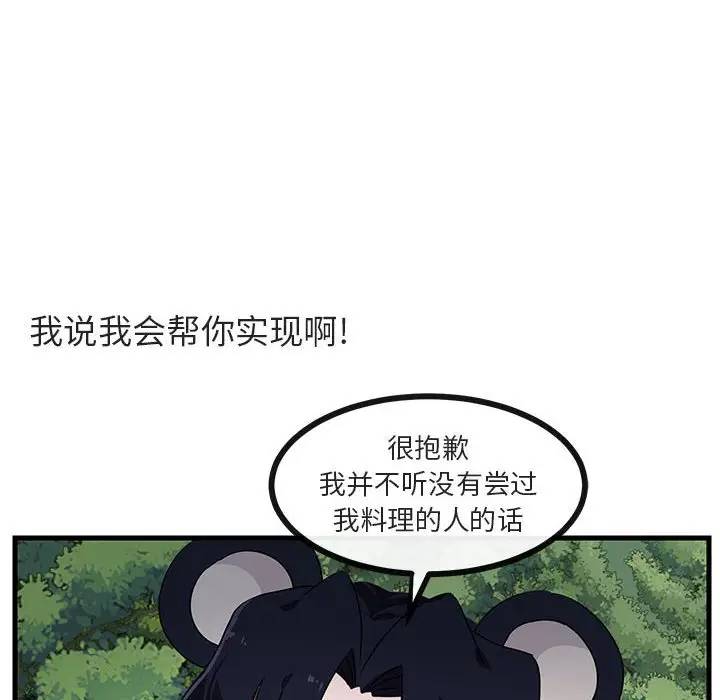 我说我会帮你实现啊!
很抱歉
我并不听没有尝过
我料理的人的话